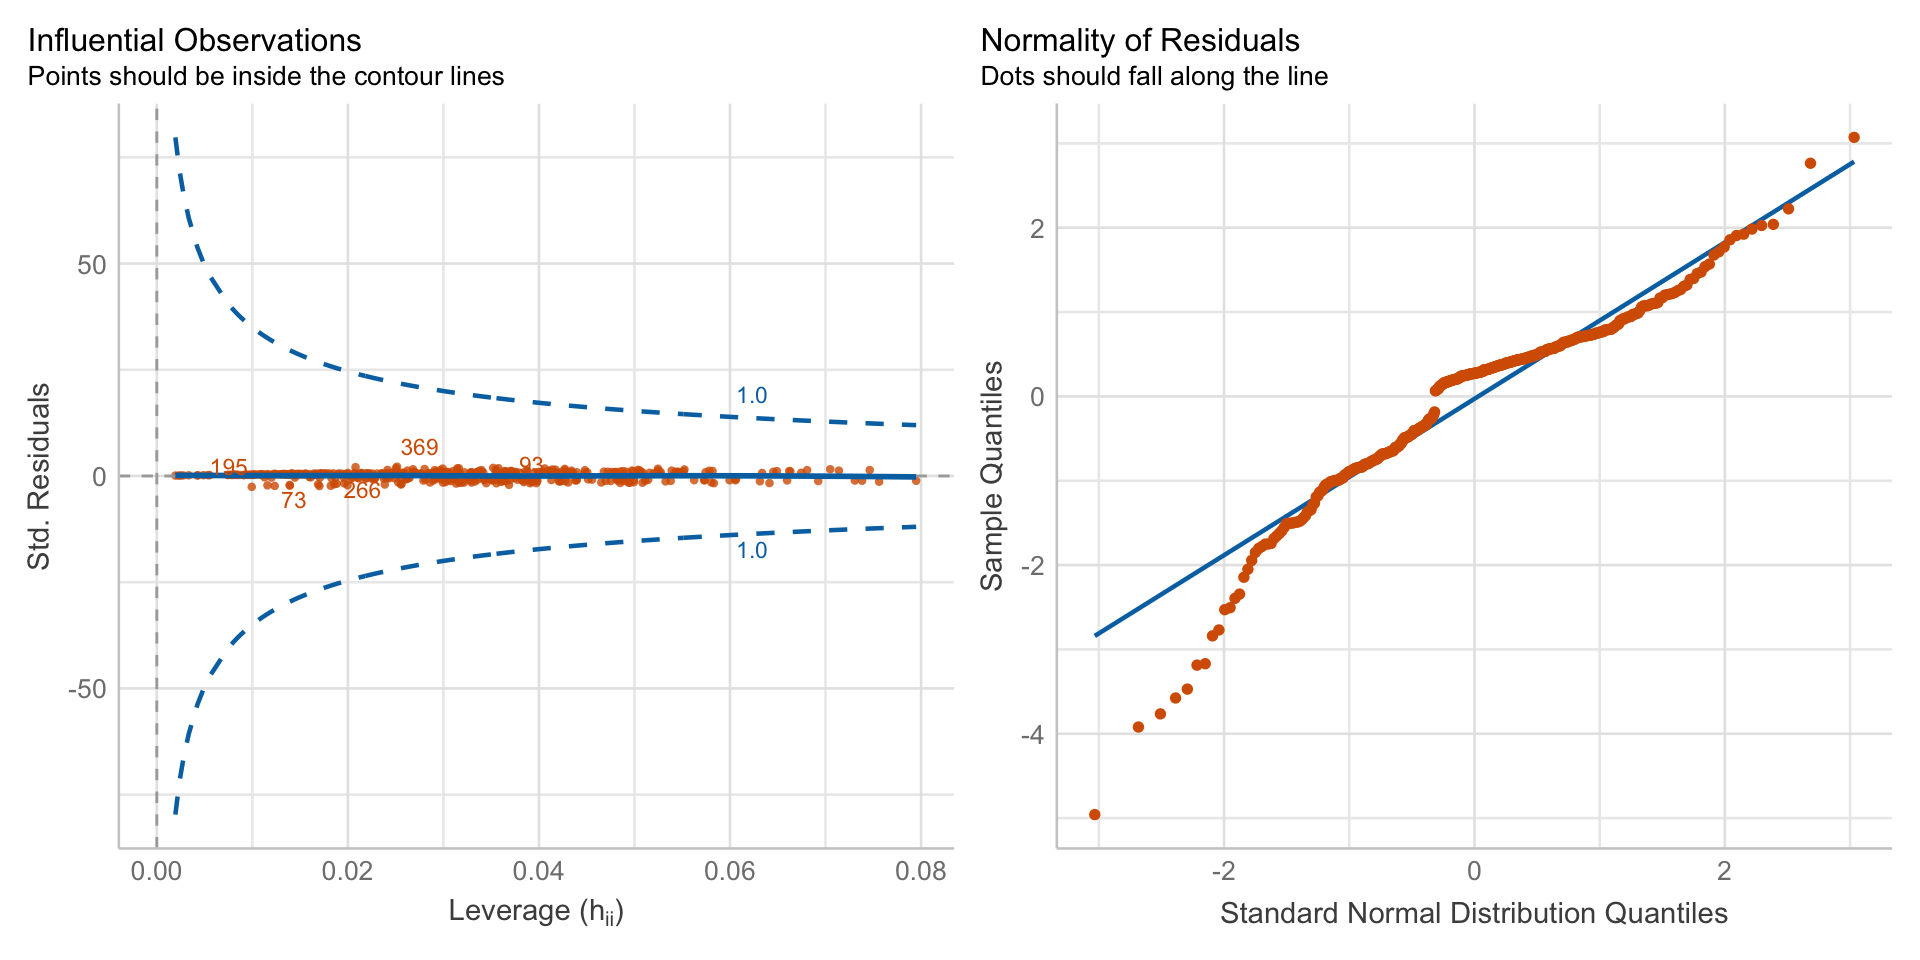 Influential Observations
Points should be inside the contour lines
Std. Residuals
50
0
-50
1.0
369
195
93
73
266
1.0
0.00
0.02
0.04
0.06
0.08
Leverage (hii)
Normality of Residuals
Dots should fall along the line
Sample Quantiles
2
0
-2
-4
-2
0
2
Standard Normal Distribution Quantiles